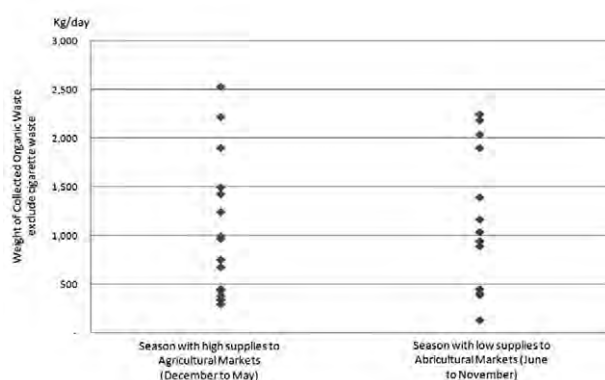 Kg/day
3,000
2,500
2,000
1,500
1,000
500
-
Weight of Collected Organic Waste
exclude cigarette waste
Season with high supplies to
Agricultural Markets
(December to May)
Season with low supplies to
Abricultural Markets (June
to November)